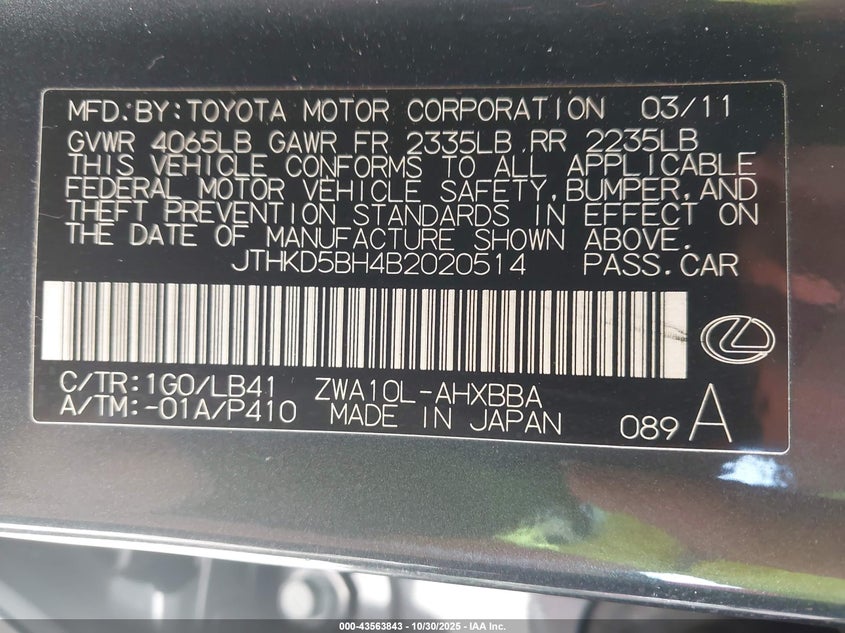 MFD.BY:TOYOTA MOTOR CORPORATION 03/11
GVWR 4065LB GAWR FR 2335LB RR 2235LB
THIS VEHICLE CONFORMS TO ALL APPLICABLE
FEDERAL MOTOR VEHICLE SAFETY,BUMPER,AND
THEFT PREVENTION STANDARDS IN EFFECT ON
THE DATE OF MANUFACTURE SHOWN ABOVE.
JTHKD5BH4B2020514 PASS.CAR
C/TR:1G0/LB41 ZWA10L-AHXBBA
A/TM:-01A/P410 MADE IN JAPAN 089 A
000-43563843 - 10/30/2025 - IAA Inc.